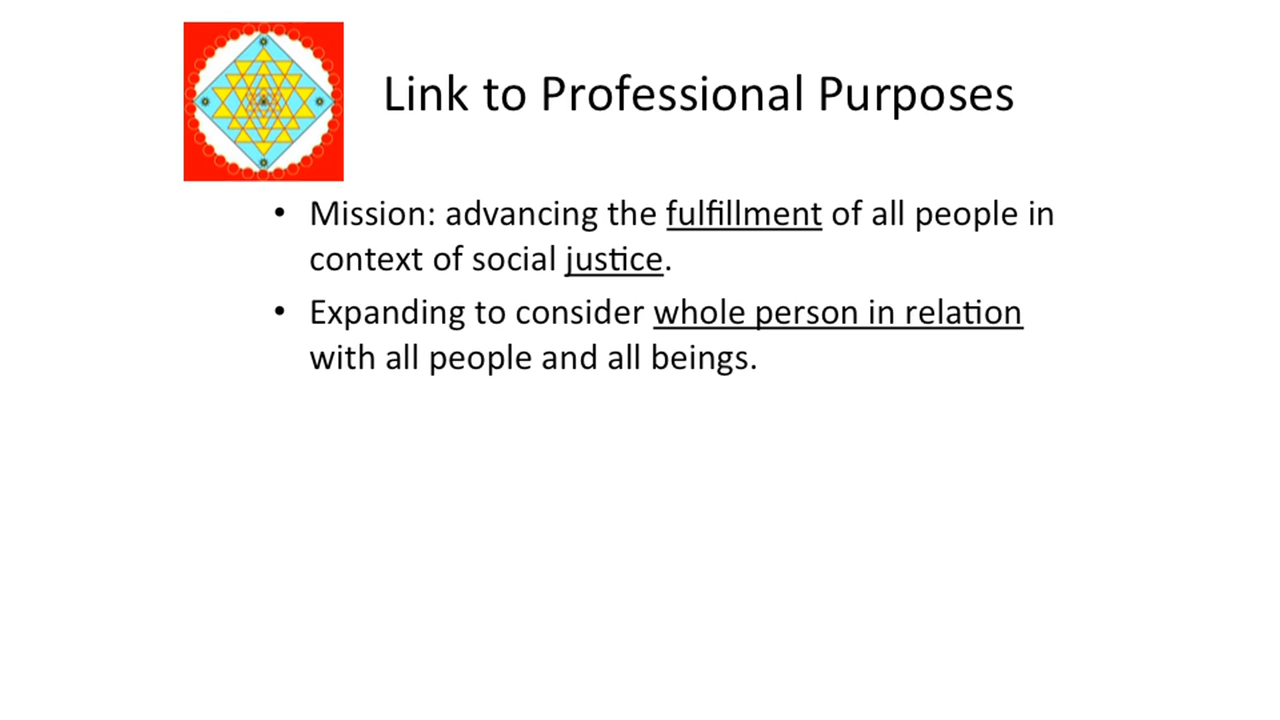 Link to Professional Purposes
• Mission: advancing the fulfillment of all people in
context of social justice.
• Expanding to consider whole person in relation
with all people and all beings.